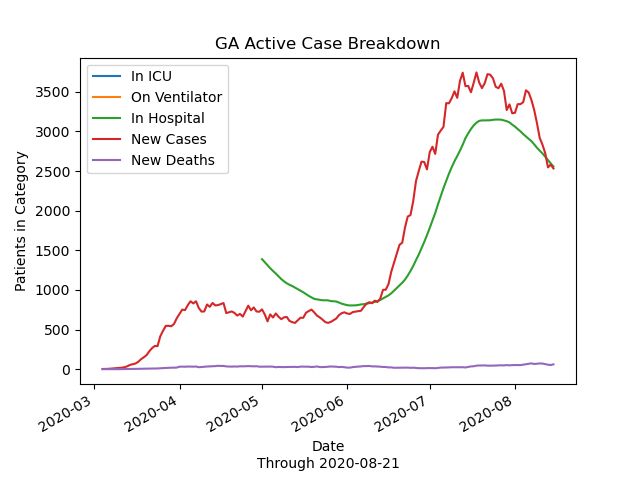 GA Active Case Breakdown
In ICU
On Ventilator
In Hospital
New Cases
New Deaths
Patients in Category
3500
3000
2500
2000
1500
1000
500
0
2020-03
2020-04
2020-05
2020-06
2020-07
2020-08
Date
Through 2020-08-21